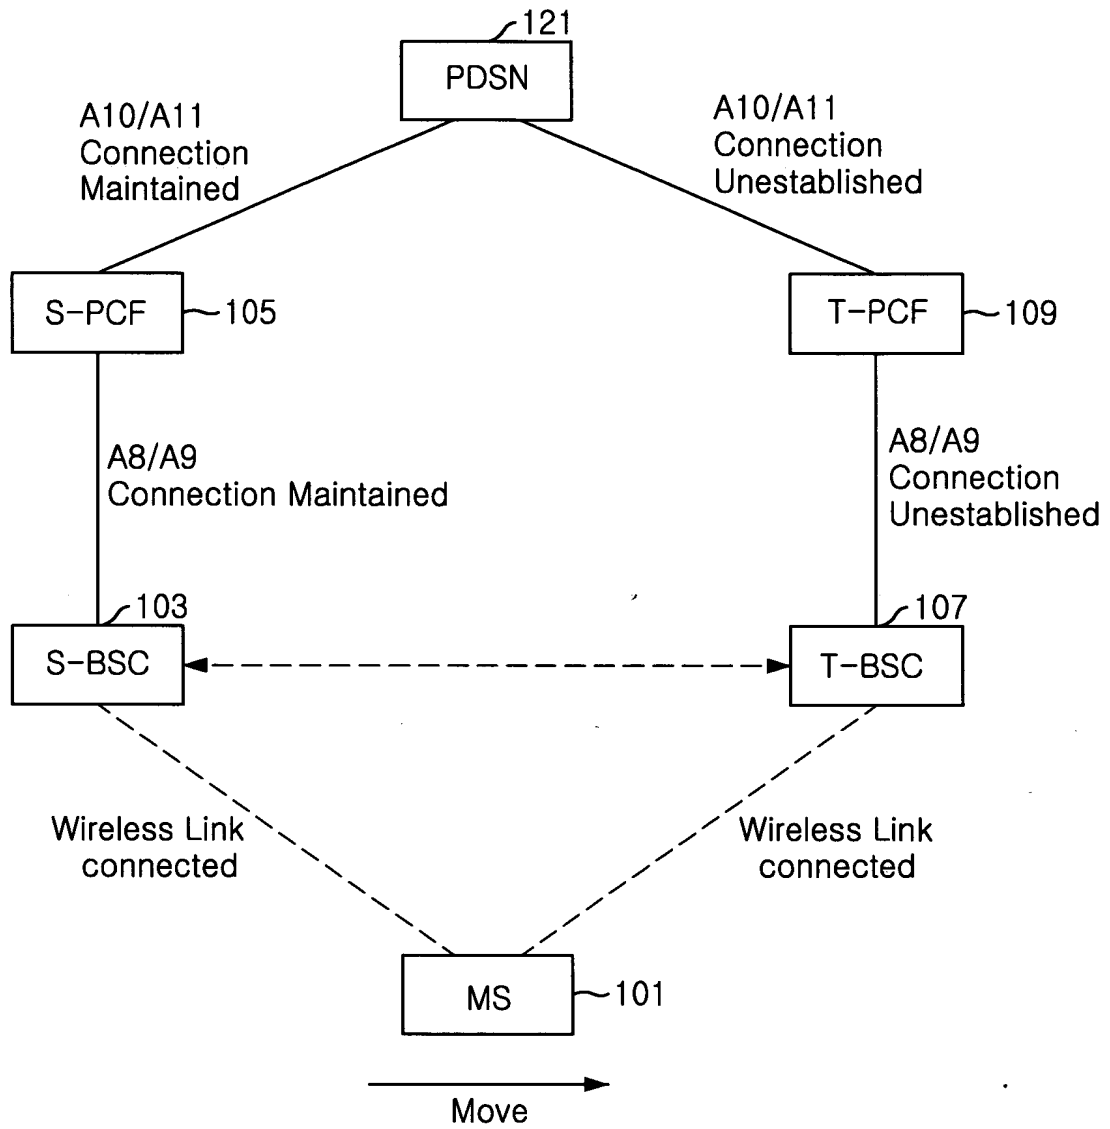 121
PDSN
A10/A11
Connection
Maintained
A10/A11
Connection
Unestablished
S-PCF
105
T-PCF
109
A8/A9
Connection Maintained
A8/A9
Connection
Unestablished
103
S-BSC
107
T-BSC
Wireless Link
connected
Wireless Link
connected
MS
101
Move